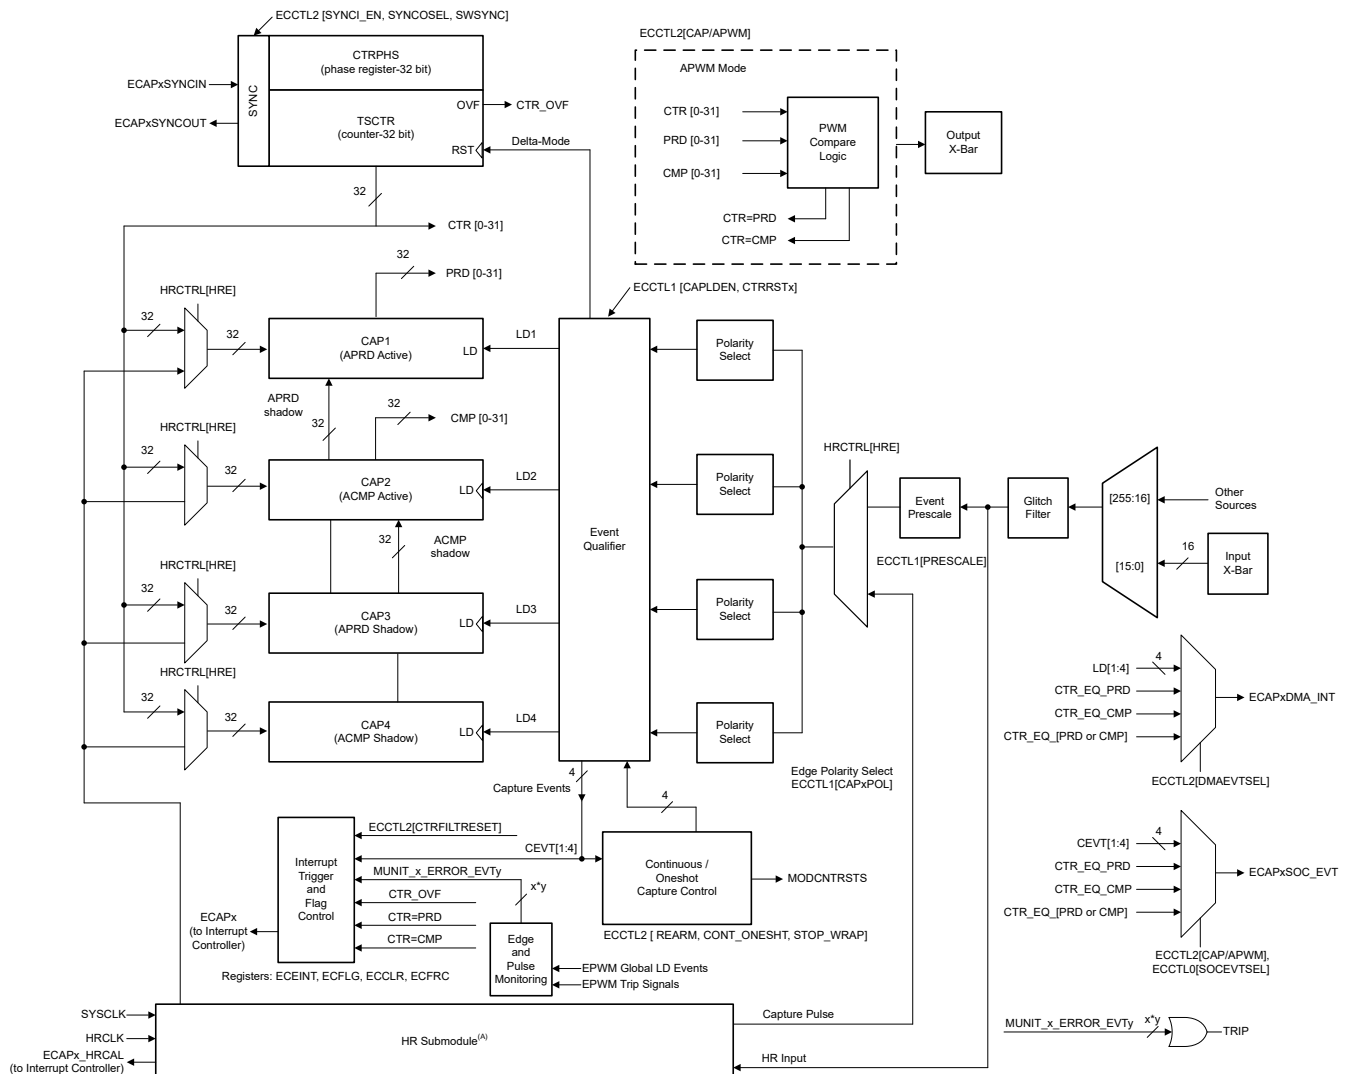 ECCTL2 [SYNCI_EN, SYNCOSEL, SWSYNC]
SYNC
CTRPHS
(phase register-32 bit)
TSCTR
(counter-32 bit)
OVF
RST
ECAPxSYNCIN
ECAPxSYNCOUT
CTR_OVF
Delta-Mode
32
CTR [0-31]
32
PRD [0-31]
ECCTL2[CAP/APWM]
APWM Mode
CTR [0-31]
PRD [0-31]
CMP [0-31]
PWM
Compare
Logic
CTR=PRD
CTR=CMP
Output
X-Bar
ECCTL1 [CAPLDEN, CTRRSTx]
HRCTRL[HRE]
32
32
CAP1
(APRD Active)
LD
LD1
Polarity
Select
APRD
shadow
32
32
CMP [0-31]
HRCTRL[HRE]
32
32
CAP2
(ACMP Active)
LD
LD2
Polarity
Select
32
ACMP
shadow
Event
Qualifier
HRCTRL[HRE]
32
32
CAP3
(APRD Shadow)
LD
LD3
Polarity
Select
HRCTRL[HRE]
32
32
CAP4
(ACMP Shadow)
LD
LD4
Polarity
Select
Edge Polarity Select
ECCTL1[CAPxPOL]
HRCTRL[HRE]
Event
Prescale
ECCTL1[PRESCALE]
Glitch
Filter
[255:16]
[15:0]
Other
Sources
16
Input
X-Bar
LD[1:4]
4
CTR_EQ_PRD
CTR_EQ_CMP
CTR_EQ_[PRD or CMP]
ECAPxDMA_INT
ECCTL2[DMAEVTSEL]
CEVT[1:4]
4
CTR_EQ_PRD
CTR_EQ_CMP
CTR_EQ_[PRD or CMP]
ECAPxSOC_EVT
ECCTL2[CAP/APWM],
ECCTL0[SOCEVTSEL]
4
Capture Events
4
ECCTL2[CTRFILTRESET]
CEVT[1:4]
MUNIT_x_ERROR_EVTy
CTR_OVF
CTR=PRD
CTR=CMP
x*y
Interrupt
Trigger
and
Flag
Control
ECAPx
(to Interrupt
Controller)
Registers: ECEINT, ECFLG, ECCLR, ECFRC
Continuous /
Oneshot
Capture Control
MODCNTRSTS
ECCTL2 [ REARM, CONT_ONESHT, STOP_WRAP]
Edge
and
Pulse
Monitoring
EPWM Global LD Events
EPWM Trip Signals
SYSCLK
HRCLK
ECAPx_HRCAL
(to Interrupt Controller)
HR Submodule(A)
Capture Pulse
HR Input
MUNIT_x_ERROR_EVTy
x*y
TRIP